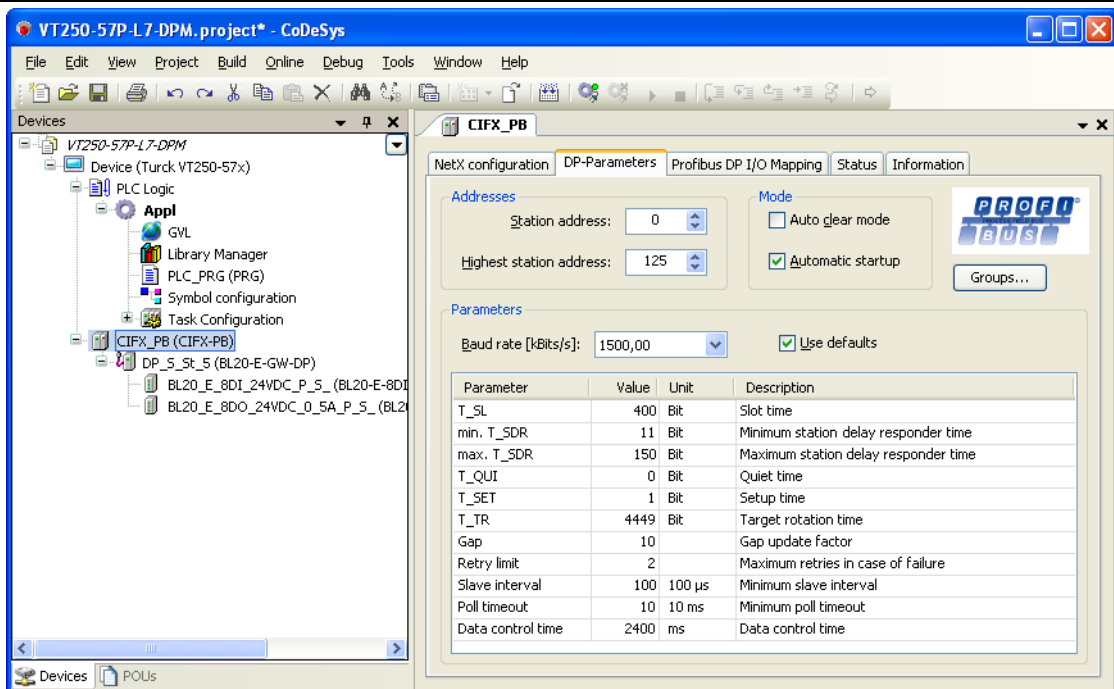 VT250-57P-L7-DPM.project* - CoDeSys
File Edit View Project Build Online Debug Tools Window Help
Devices
VT250-57P-L7-DPM
Device (Turck VT250-57x)
PLC Logic
Appl
GVL
Library Manager
PLC_PRG (PRG)
Symbol configuration
Task Configuration
CIFX_PB (CIFX-PB)
DP_S_St_5 (BL20-E-GW-DP)
BL20_E_8DI_24VDC_P_S_ (BL20-E-8DI
BL20_E_8DO_24VDC_0_5A_P_S_ (BL2
Devices POUs
CIFX_PB
NetX configuration DP-Parameters Profibus DP I/O Mapping Status Information
Addresses
Station address: 0
Highest station address: 125
Mode
Auto clear mode
Automatic startup
PROFI®
PROCESS FIELD BUS
BUS
Groups...
Parameters
Baud rate [kBits/s]: 1500,00 Use defaults
Parameter Value Unit Description
T_SL 400 Bit Slot time
min. T_SDR 11 Bit Minimum station delay responder time
max. T_SDR 150 Bit Maximum station delay responder time
T_QUI 0 Bit Quiet time
T_SET 1 Bit Setup time
T_TR 4449 Bit Target rotation time
Gap 10 Gap update factor
Retry limit 2 Maximum retries in case of failure
Slave interval 100 100 µs Minimum slave interval
Poll timeout 10 10 ms Minimum poll timeout
Data control time 2400 ms Data control time